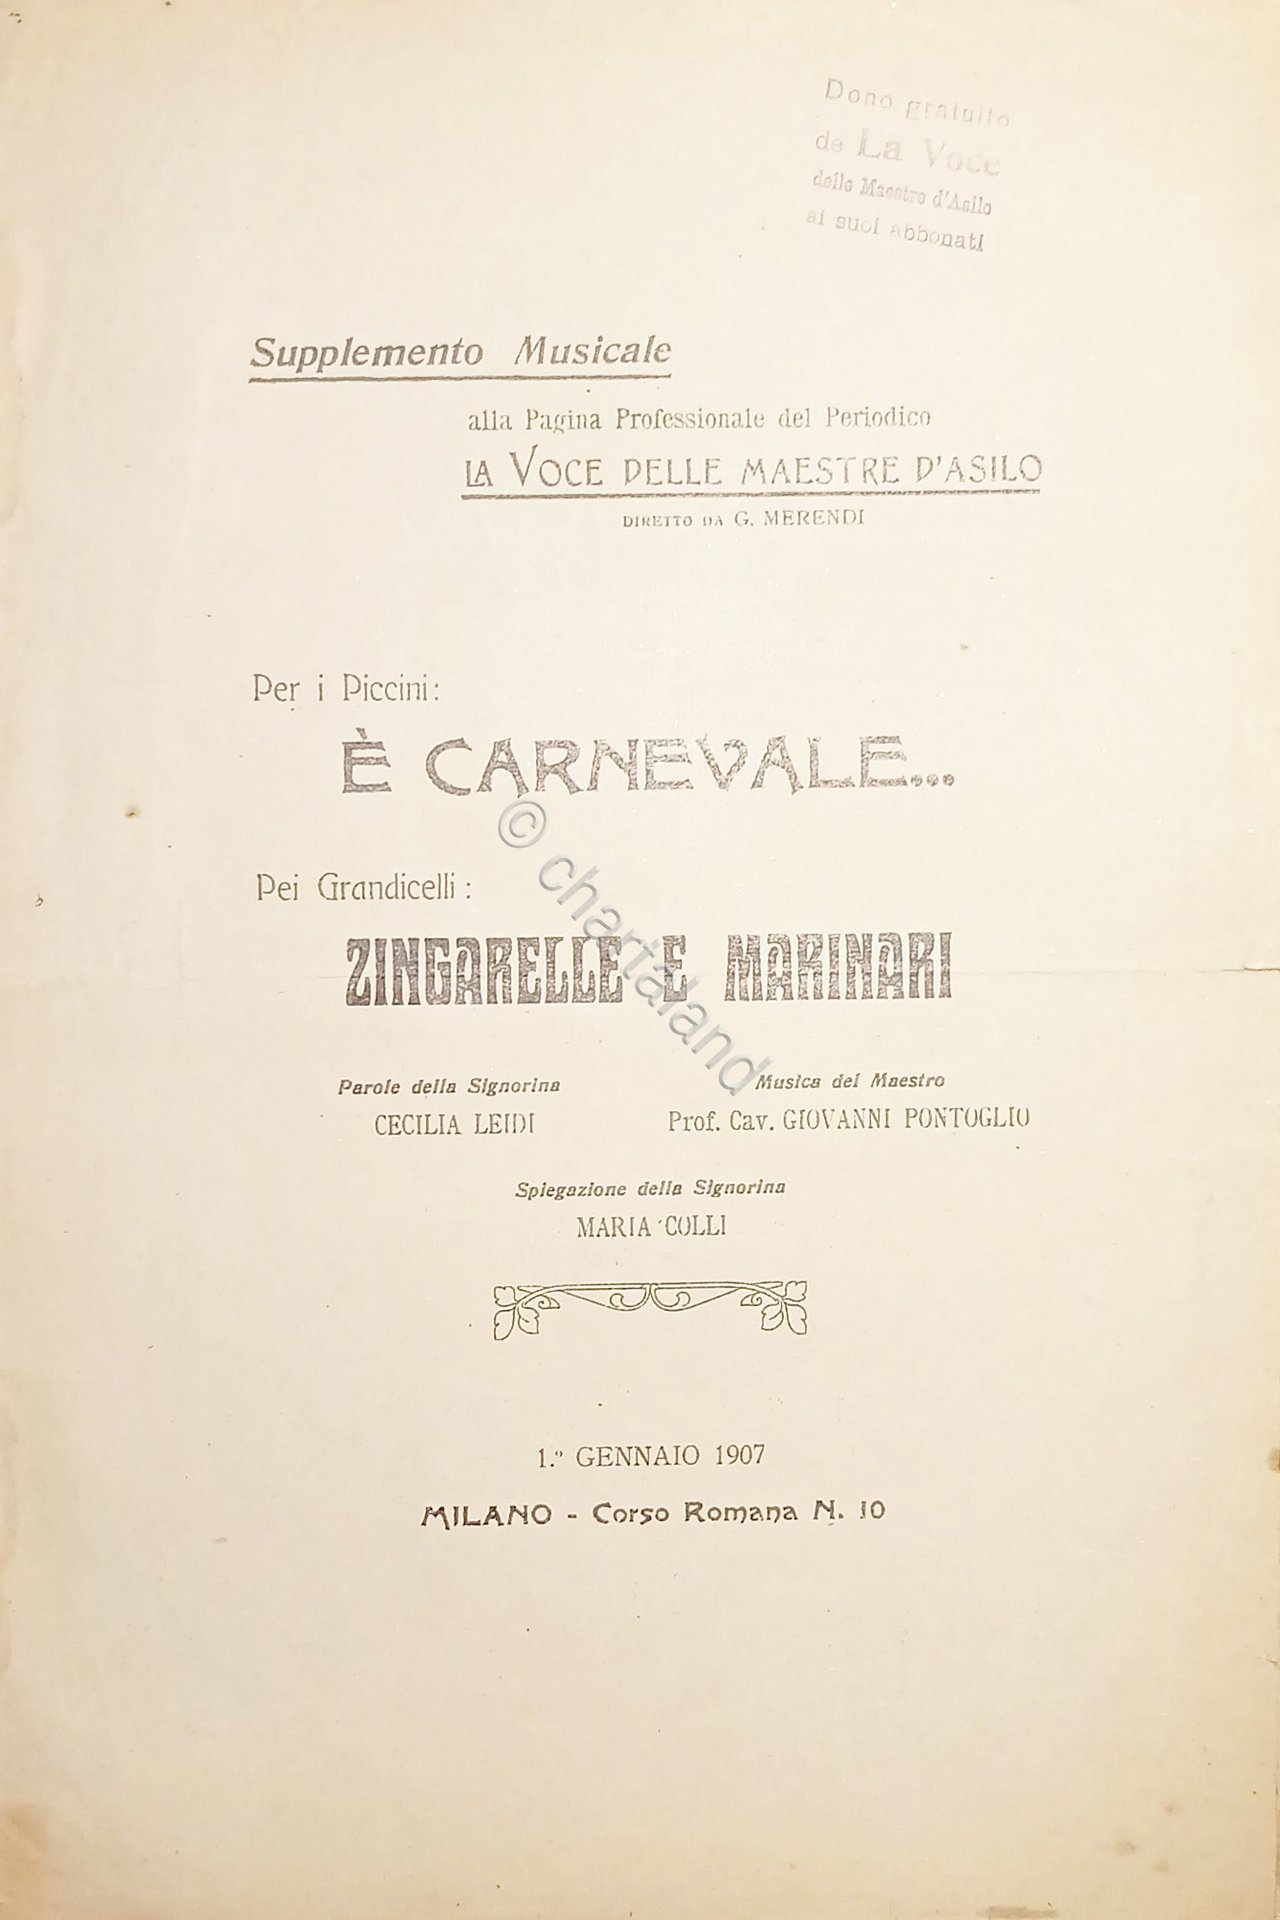 Dono gratuito
de La Voce
delle Maestre d'Asilo
ai suoi abbonati
Supplemento Musicale
alla Pagina Professionale del Periodico
LA VOCE DELLE MAESTRE D'ASILO
DIRETTO DA G. MERENDI
Per i Piccini:
È CARNEVALE...
Pei Grandicelli:
ZINGARELLE E MARINARI
© chartaland
Parole della Signorina
CECILIA LEIDI
Musica del Maestro
Prof. Cav. GIOVANNI PONTOGLIO
Spiegazione della Signorina
MARIA COLLI
1.º GENNAIO 1907
MILANO - Corso Romana N. 10